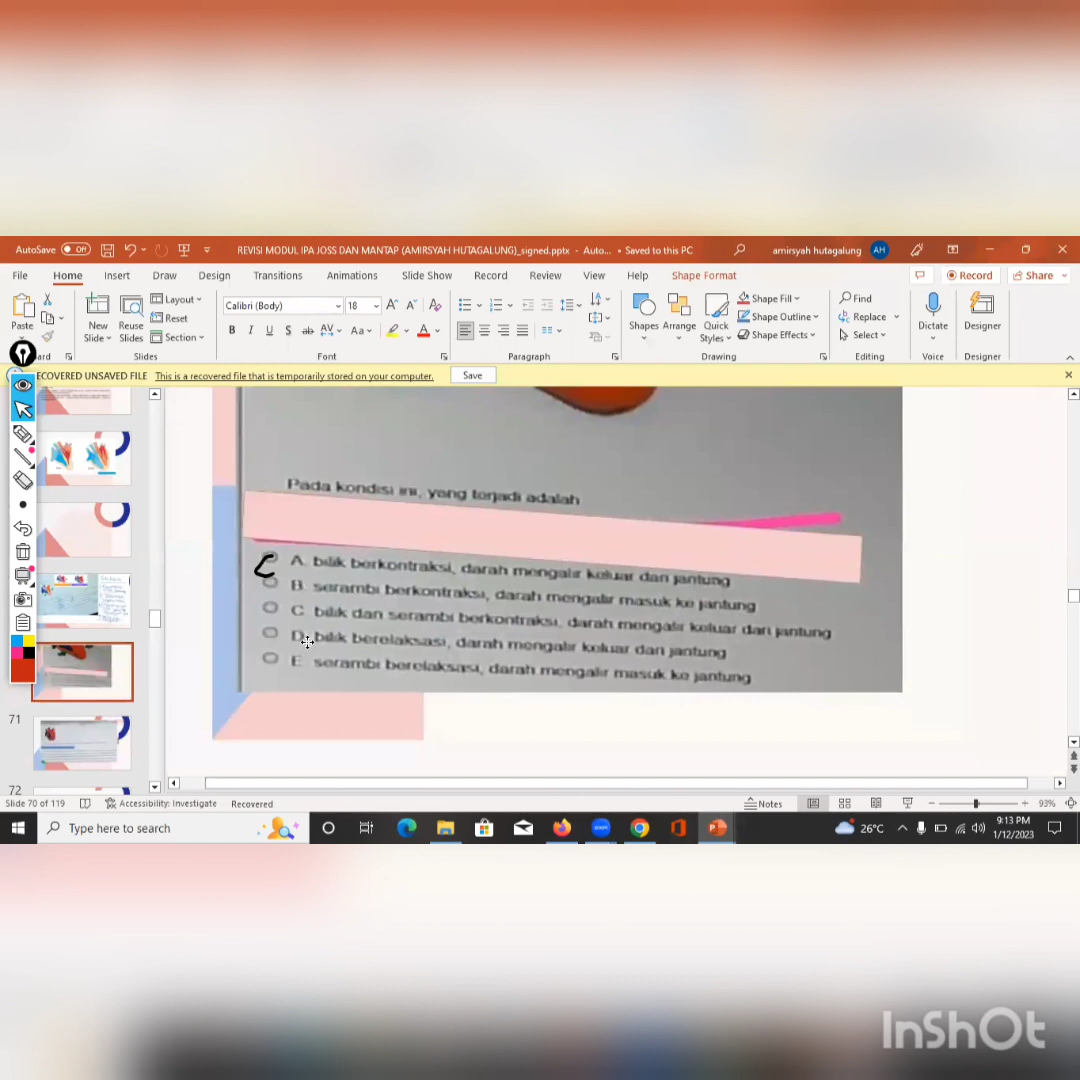 AutoSave Off REVISI MODUL IPA JOSS DAN MANTAP (AMIRSYAH HUTAGALUNG)_signed.pptx - Auto... • Saved to this PC amirsyah hutagalung AH
File Home Insert Draw Design Transitions Animations Slide Show Record Review View Help Shape Format Record Share
Paste
New Slide
Reuse Slides
Layout
Reset
Section
Calibri (Body) 18
B I U S ab AV Aa A
Shapes
Arrange
Quick Styles
Shape Fill
Shape Outline
Shape Effects
Find
Replace
Select
Dictate
Designer
ard Slides Font Paragraph Drawing Editing Voice Designer
ECOVERED UNSAVED FILE This is a recovered file that is temporarily stored on your computer. Save
Pada kondisi ini, yang terjadi adalah
A. bilik berkontraksi, darah mengalir keluar dari jantung
B. serambi berkontraksi, darah mengalir masuk ke jantung
C. bilik dan serambi berkontraksi, darah mengalir keluar dari jantung
D. bilik berelaksasi, darah mengalir keluar dari jantung
E. serambi berelaksasi, darah mengalir masuk ke jantung
71
72
Slide 70 of 119 Accessibility: Investigate Recovered Notes 93%
Type here to search 26°C 9:13 PM
1/12/2023
InShOt